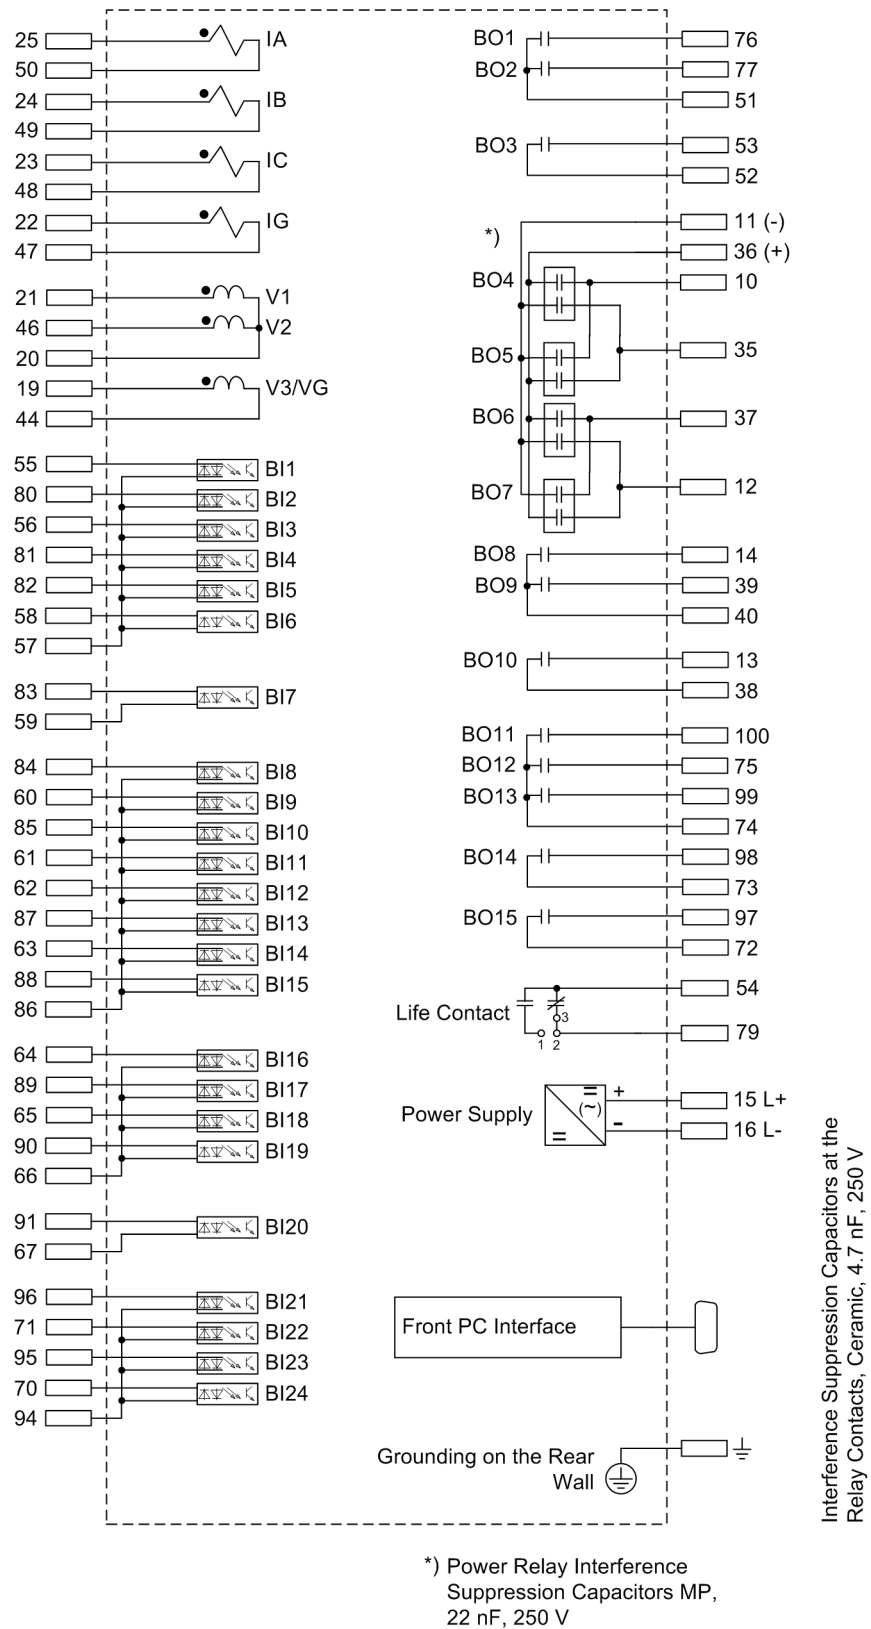 25 IA
50
24 IB
49
23 IC
48
22 IG
47
21 V1
46 V2
20
19 V3/VG
44
55 BI1
80 BI2
56 BI3
81 BI4
82 BI5
58 BI6
57
83 BI7
59
84 BI8
60 BI9
85 BI10
61 BI11
62 BI12
87 BI13
63 BI14
88 BI15
86
64 BI16
89 BI17
65 BI18
90 BI19
66
91 BI20
67
96 BI21
71 BI22
95 BI23
70 BI24
94
BO1 76
BO2 77
51
BO3 53
52
11 (-)
*)
36 (+)
BO4 10
BO5 35
BO6 37
BO7 12
BO8 14
BO9 39
40
BO10 13
38
BO11 100
BO12 75
BO13 99
74
BO14 98
73
BO15 97
72
54
Life Contact 3
1 2 79
Power Supply = (~) = + 15 L+
- 16 L-
Front PC Interface
Grounding on the Rear
Wall
Interference Suppression Capacitors at the
Relay Contacts, Ceramic, 4.7 nF, 250 V
*) Power Relay Interference
Suppression Capacitors MP,
22 nF, 250 V